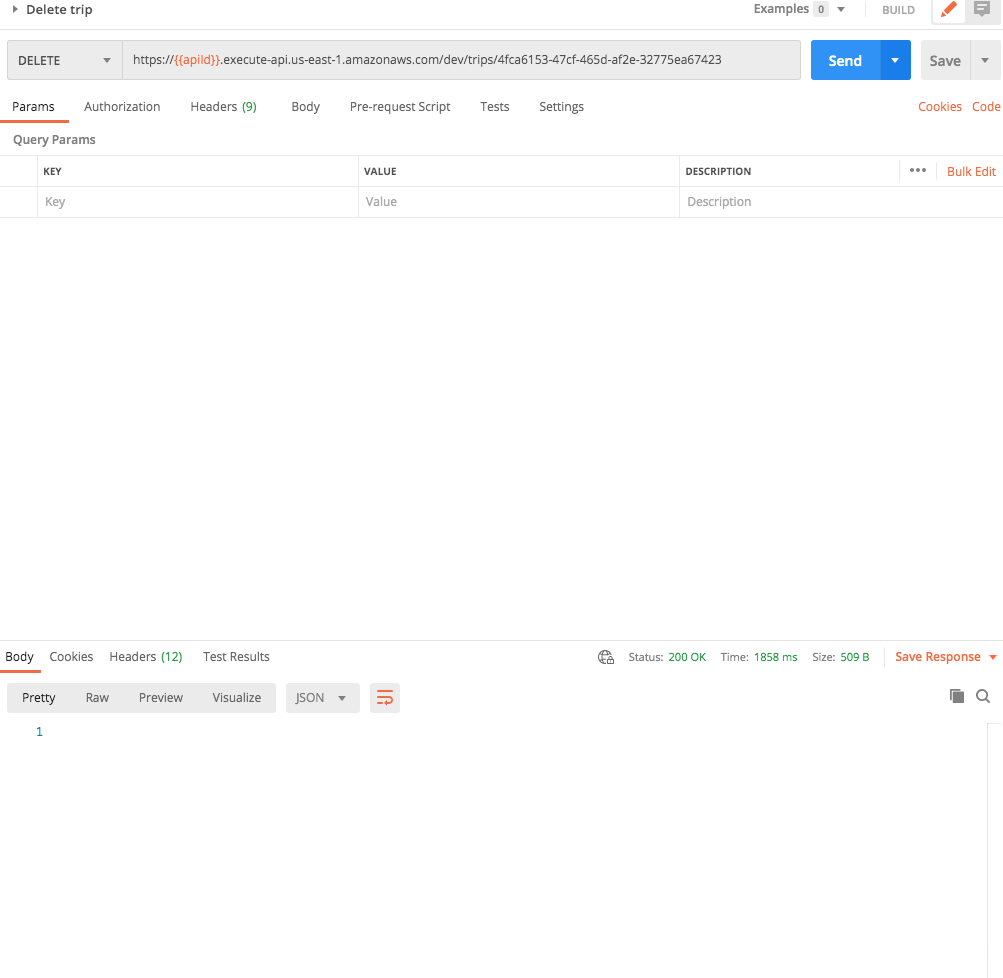 Delete trip Examples 0 BUILD
DELETE https://{{apiId}}.execute-api.us-east-1.amazonaws.com/dev/trips/4fca6153-47cf-465d-af2e-32775ea67423 Send Save
Params Authorization Headers (9) Body Pre-request Script Tests Settings Cookies Code
Query Params
KEY VALUE DESCRIPTION ••• Bulk Edit
Key Value Description
Body Cookies Headers (12) Test Results Status: 200 OK Time: 1858 ms Size: 509 B Save Response
Pretty Raw Preview Visualize JSON
1